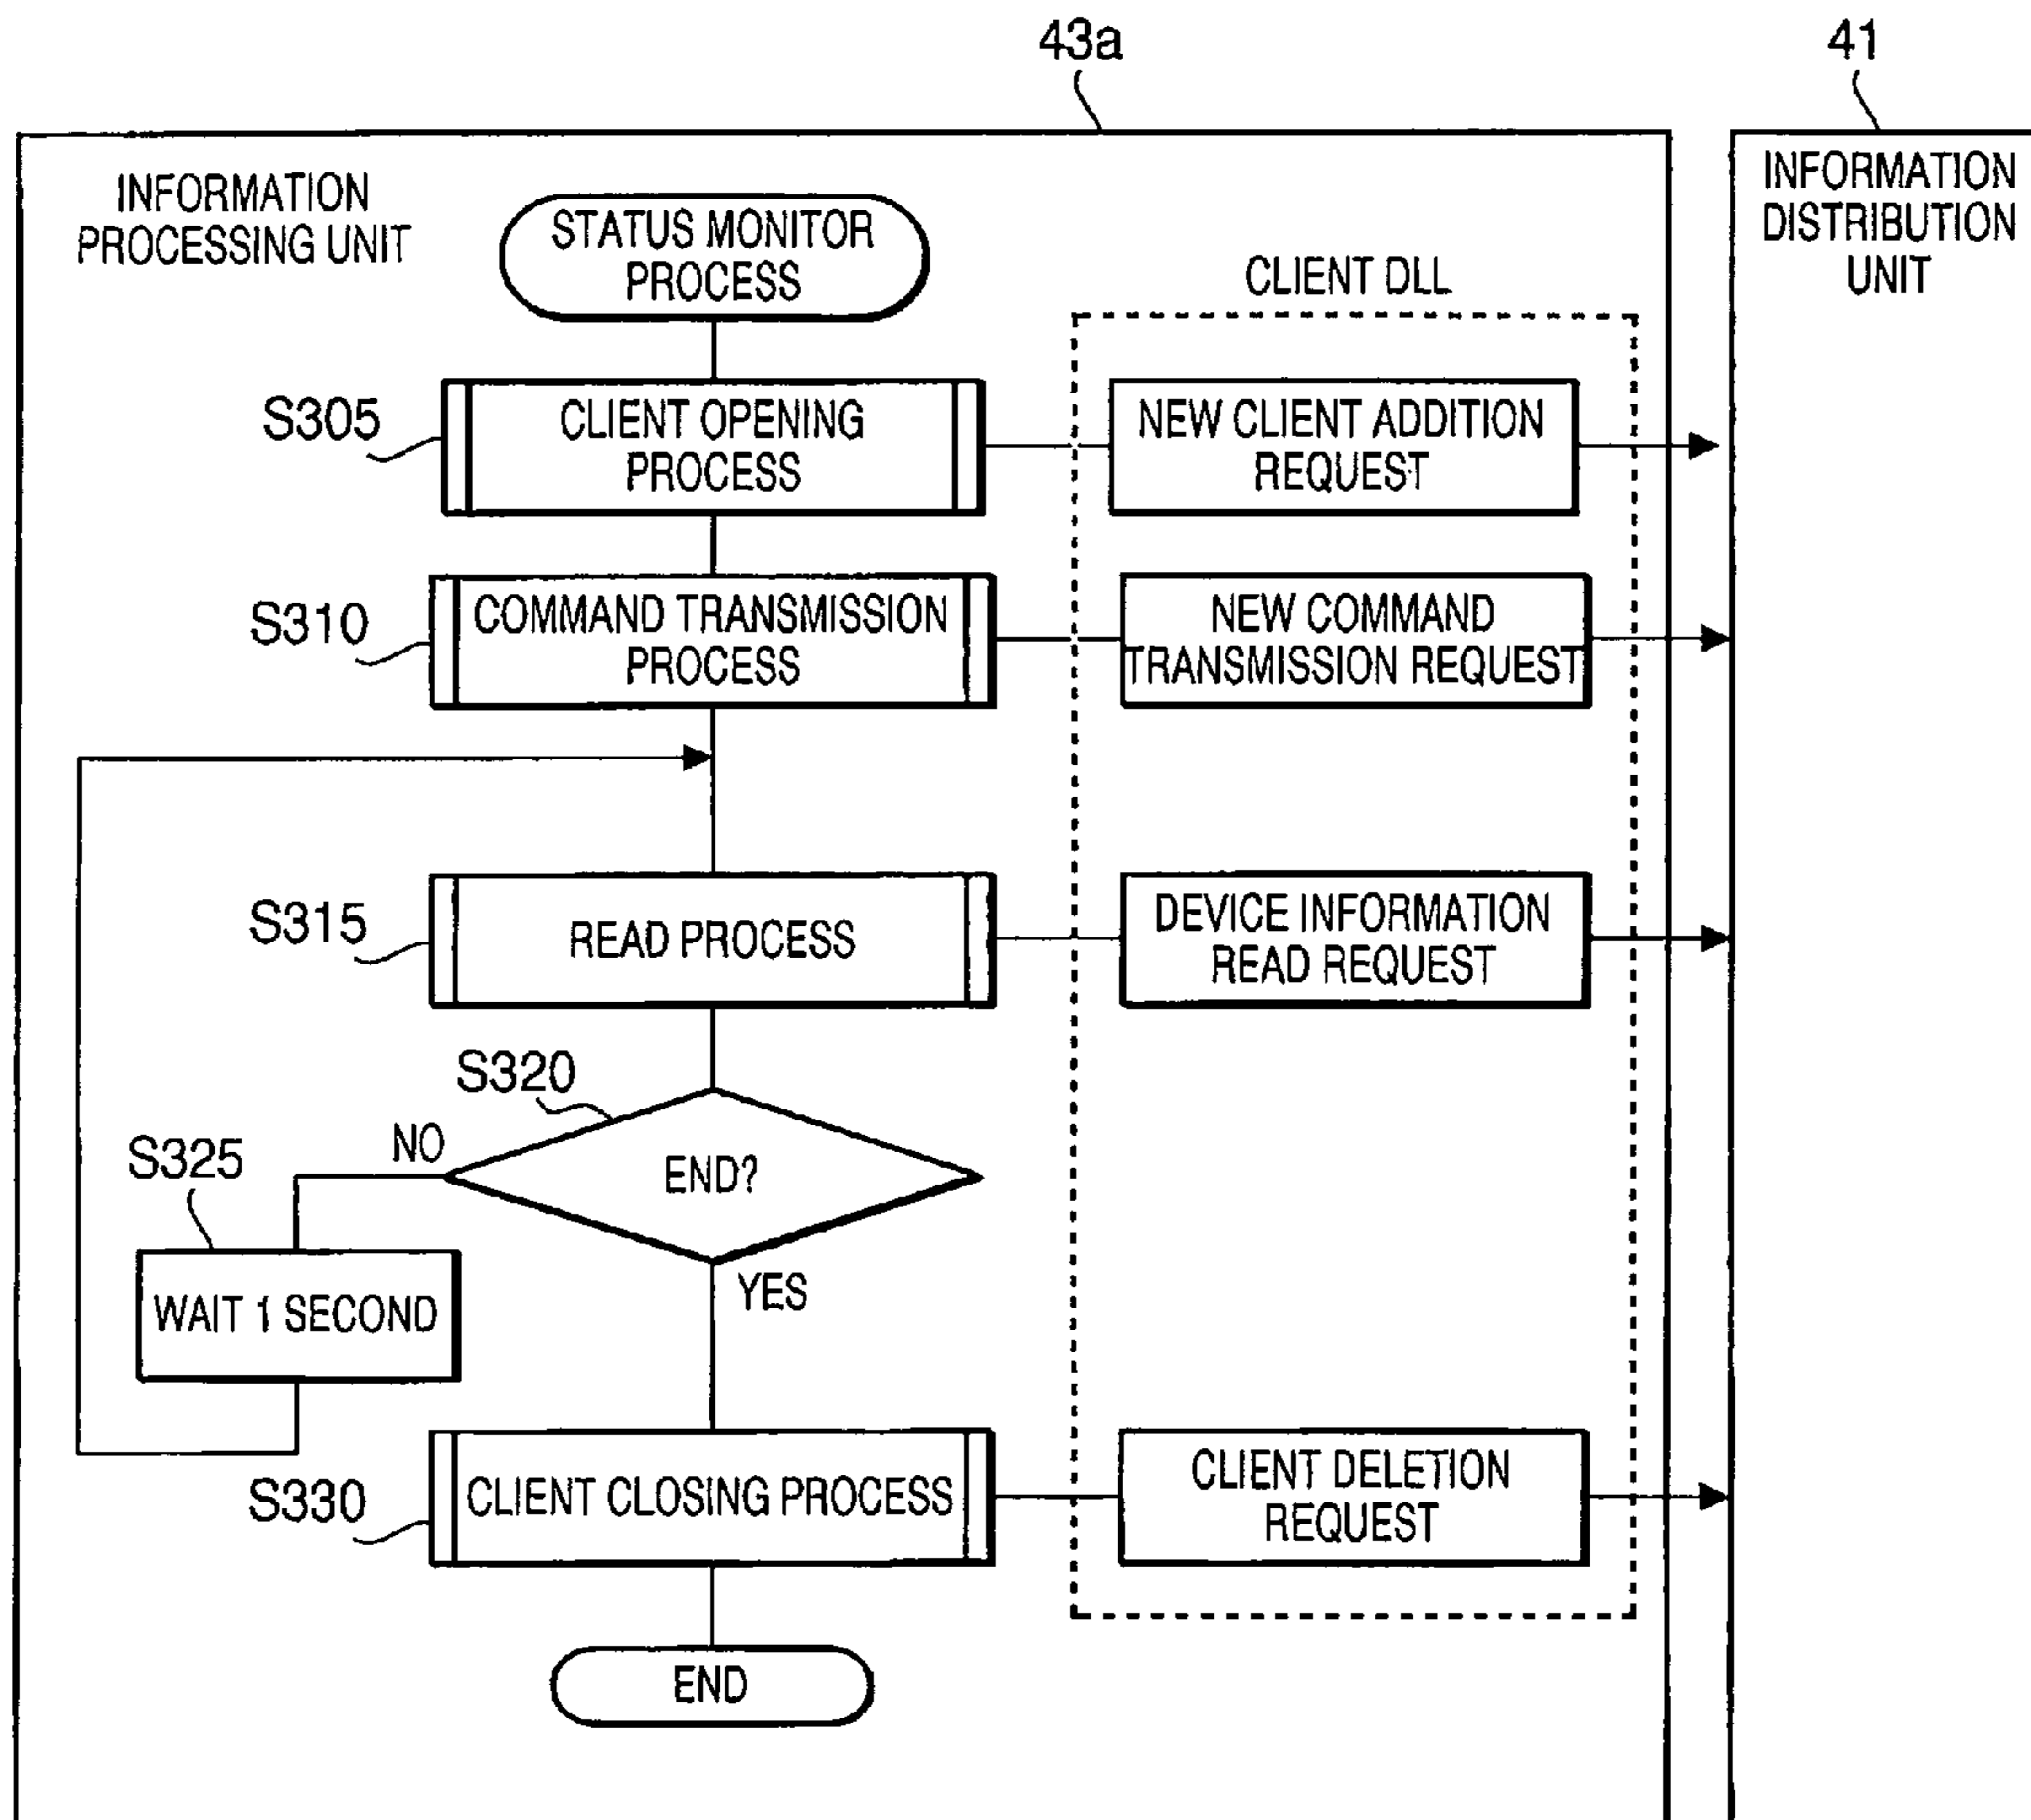 43a
41
INFORMATION
PROCESSING UNIT
INFORMATION
DISTRIBUTION
UNIT
STATUS MONITOR
PROCESS
CLIENT DLL
S305
CLIENT OPENING
PROCESS
NEW CLIENT ADDITION
REQUEST
S310
COMMAND TRANSMISSION
PROCESS
NEW COMMAND
TRANSMISSION REQUEST
S315
READ PROCESS
DEVICE INFORMATION
READ REQUEST
S320
END?
NO
YES
S325
WAIT 1 SECOND
S330
CLIENT CLOSING PROCESS
CLIENT DELETION
REQUEST
END